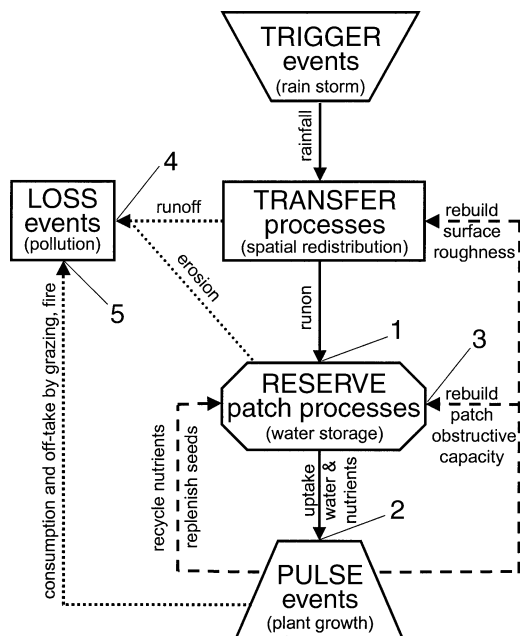 TRIGGER
events
(rain storm)
rainfall
4
LOSS
events
(pollution)
runoff
TRANSFER
processes
(spatial redistribution)
rebuild
surface
roughness
5
erosion
runon
1
3
RESERVE
patch processes
(water storage)
rebuild
patch
obstructive
capacity
consumption and off-take by grazing, fire
recycle nutrients
replenish seeds
uptake
water &
nutrients
2
PULSE
events
(plant growth)